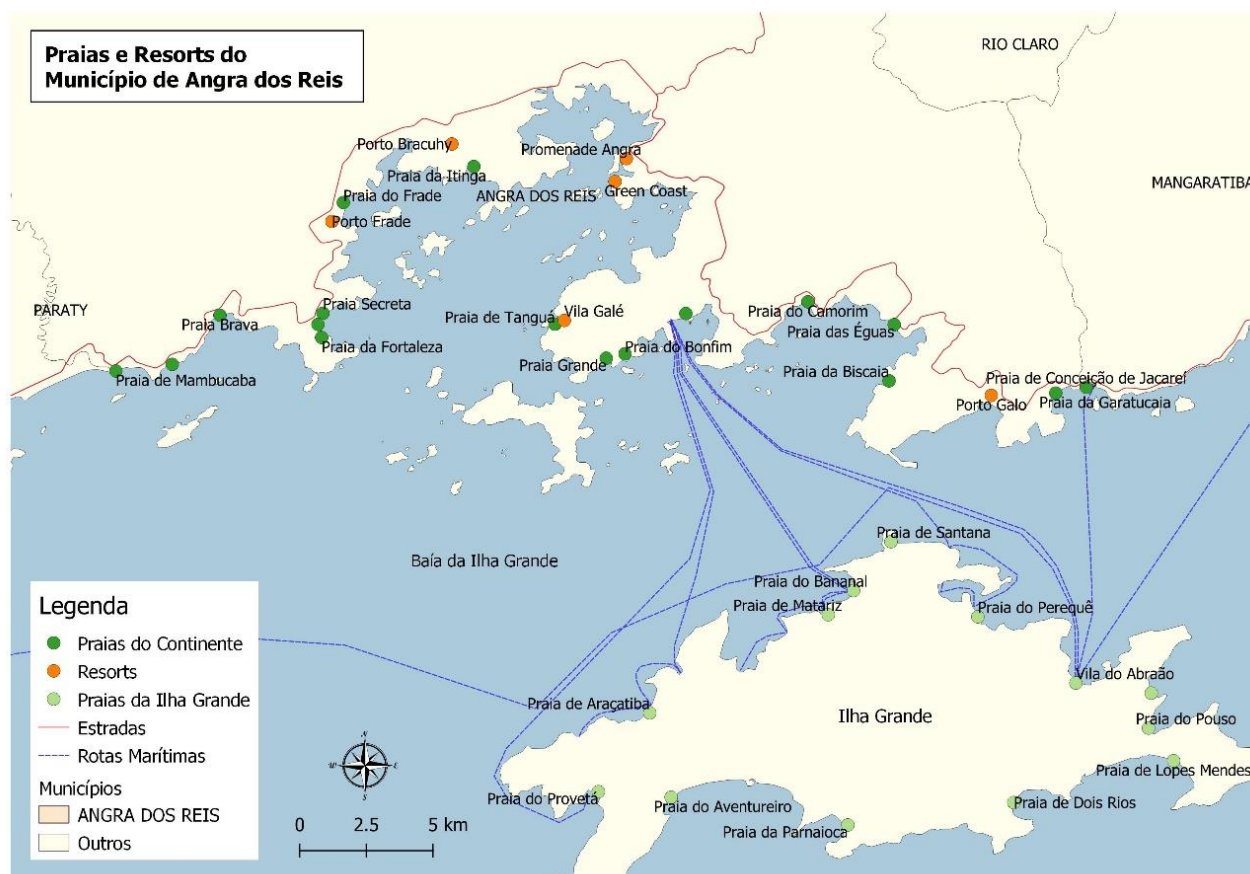 Praias e Resorts do
Município de Angra dos Reis
RIO CLARO
Porto Bracuhy
Promenade Angra
Praia da Itinga
MANGARATIBA
Praia do Frade
ANGRA DOS REIS
Green Coast
Porto Frade
PARATY
Praia Secreta
Praia Brava
Praia de Tanguá
Vila Galé
Praia do Camorim
Praia das Éguas
Praia da Fortaleza
Praia Grande
Praia do Bonfim
Praia de Mambucaba
Praia da Biscaia
Praia de Conceição de Jacareí
Porto Galo
Praia da Garatucaia
Praia de Santana
Baía da Ilha Grande
Praia do Bananal
Praia de Matariz
Praia do Perequê
Vila do Abraão
Praia de Araçatiba
Ilha Grande
Praia do Pouso
Praia de Lopes Mendes
Praia do Provetá
Praia do Aventureiro
Praia de Dois Rios
Praia da Parnaioca
Legenda
Praias do Continente
Resorts
Praias da Ilha Grande
Estradas
Rotas Marítimas
Municípios
ANGRA DOS REIS
Outros
N
W
E
S
0 2.5 5 km